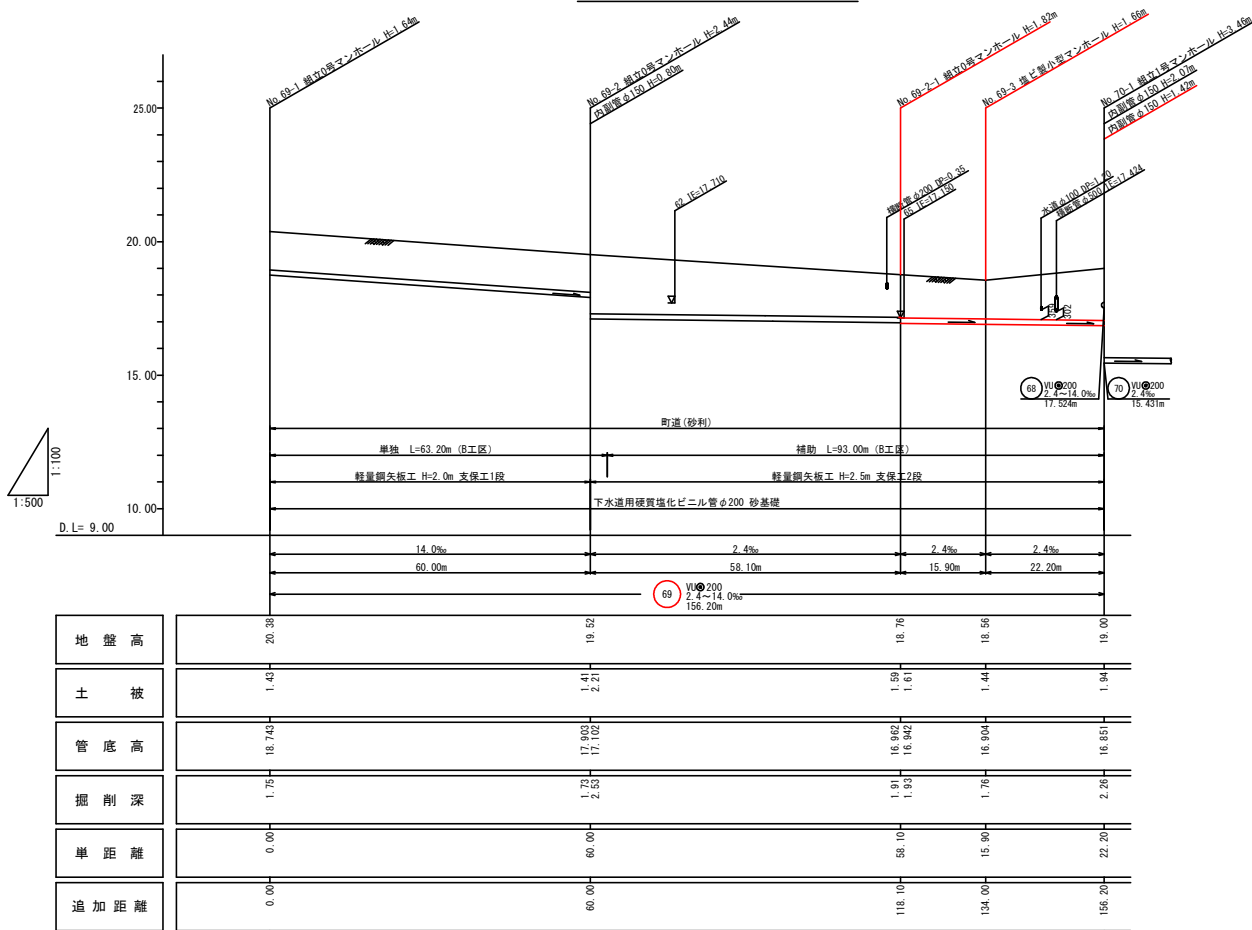 No.69-1 組立0号マンホール H=1.64m
No.69-2 組立0号マンホール H=2.44m
内副管φ150 H=0.80m
No.69-2-1 組立0号マンホール H=1.82m
No.69-3 塩ビ製小型マンホール H=1.66m
No.70-1 組立1号マンホール H=3.46m
内副管φ150 H=2.07m
内副管φ150 H=1.42m
25.00
62 IE=17.710
横断管φ200 DP=0.35
65 IE=17.150
水道φ100 DP=1.20
横断管φ500 IE=17.424
20.00
350
302
15.00
68 VU◉200
2.4~14.0‰
17.524m
70 VU◉200
2.4‰
15.431m
町道(砂利)
単独 L=63.20m (B工区)
補助 L=93.00m (B工区)
1:100
1:500
軽量鋼矢板工 H=2.0m 支保工1段
軽量鋼矢板工 H=2.5m 支保工2段
10.00
下水道用硬質塩化ビニル管φ200 砂基礎
D.L= 9.00
14.0‰ 2.4‰ 2.4‰ 2.4‰
60.00m 58.10m 15.90m 22.20m
69 VU◉200
2.4~14.0‰
156.20m
地盤高 20.38 19.52 18.76 18.56 19.00
土被 1.43 1.41 2.21 1.59 1.61 1.44 1.94
管底高 18.743 17.903 17.102 16.962 16.942 16.904 16.851
掘削深 1.75 1.73 2.53 1.91 1.93 1.76 2.26
単距離 0.00 60.00 58.10 15.90 22.20
追加距離 0.00 60.00 118.10 134.00 156.20